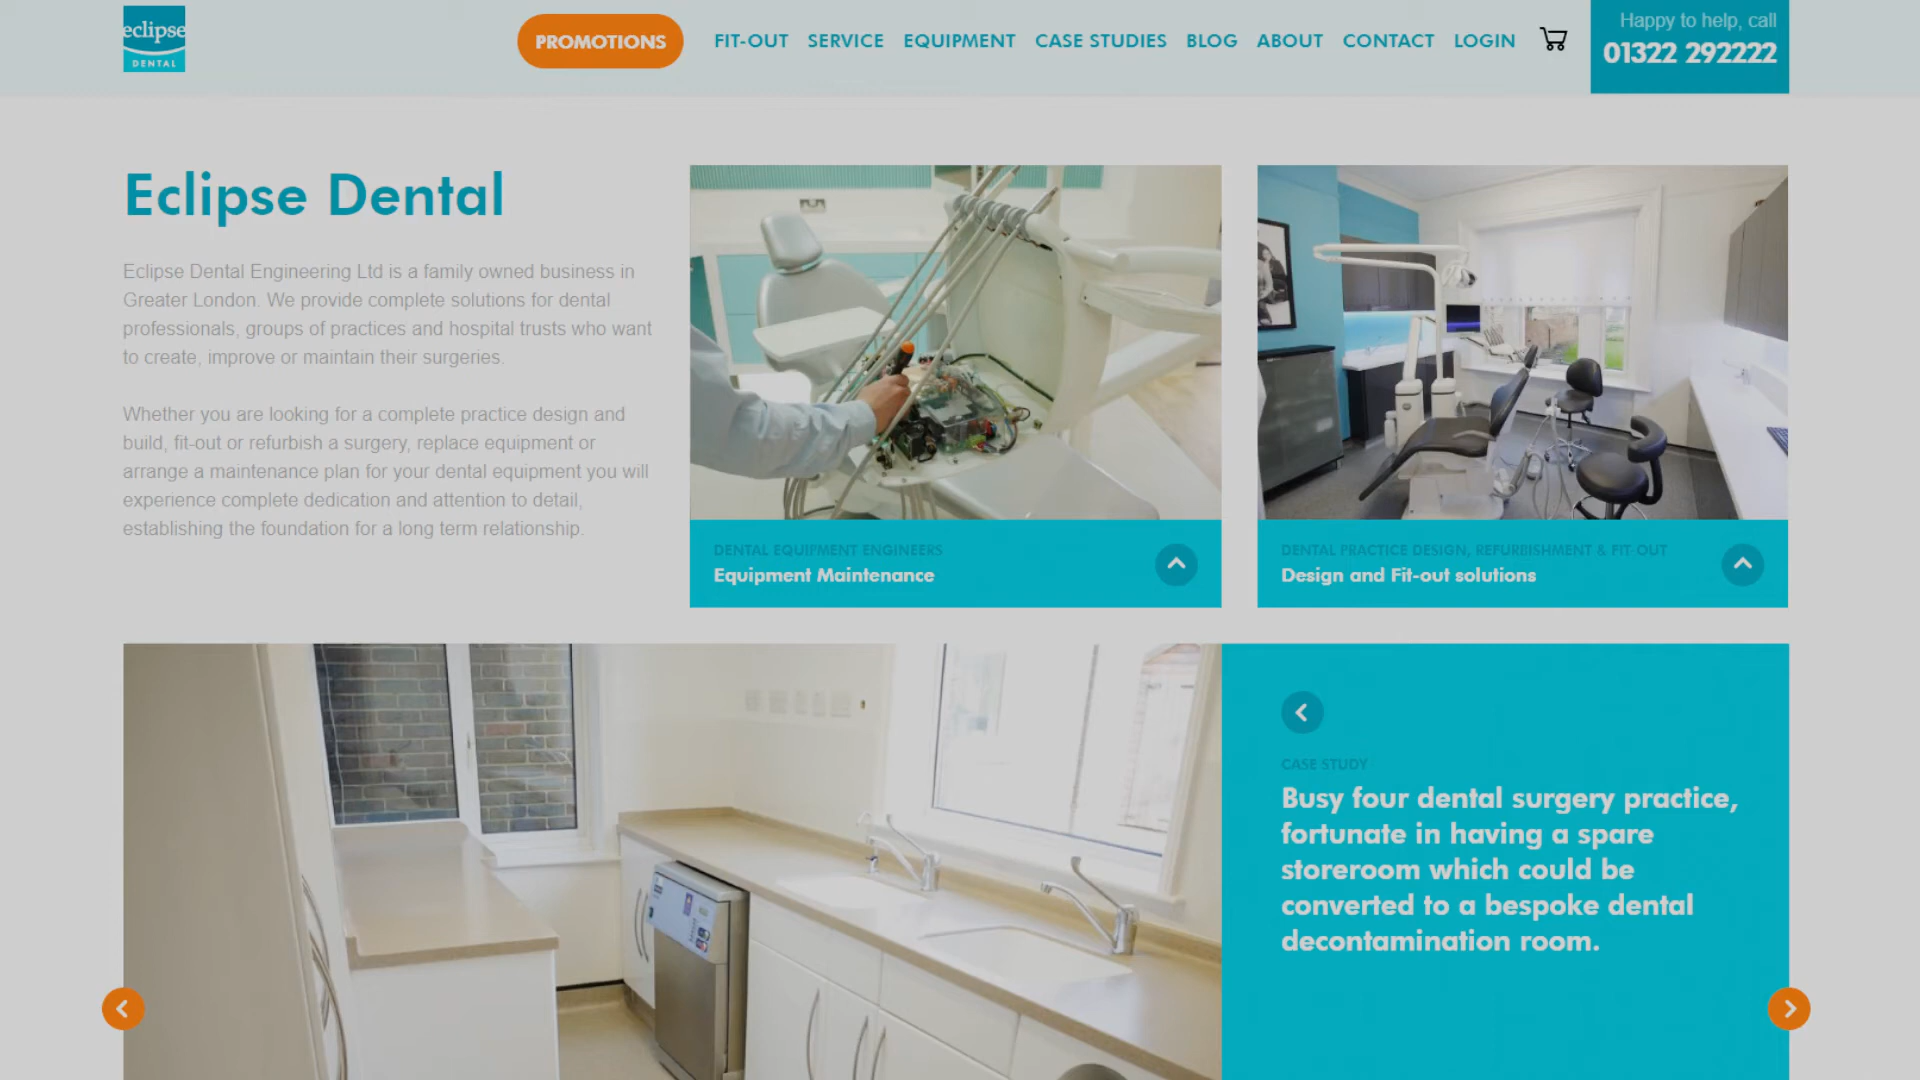 eclipse
DENTAL
PROMOTIONS
FIT-OUT
SERVICE
EQUIPMENT
CASE STUDIES
BLOG
ABOUT
CONTACT
LOGIN
Happy to help, call
01322 292222
Eclipse Dental
Eclipse Dental Engineering Ltd is a family owned business in
Greater London. We provide complete solutions for dental
professionals, groups of practices and hospital trusts who want
to create, improve or maintain their surgeries.
Whether you are looking for a complete practice design and
build, fit-out or refurbish a surgery, replace equipment or
arrange a maintenance plan for your dental equipment you will
experience complete dedication and attention to detail,
establishing the foundation for a long term relationship.
DENTAL EQUIPMENT ENGINEERS
Equipment Maintenance
DENTAL PRACTICE DESIGN, REFURBISHMENT & FIT-OUT
Design and Fit-out solutions
CASE STUDY
Busy four dental surgery practice,
fortunate in having a spare
storeroom which could be
converted to a bespoke dental
decontamination room.